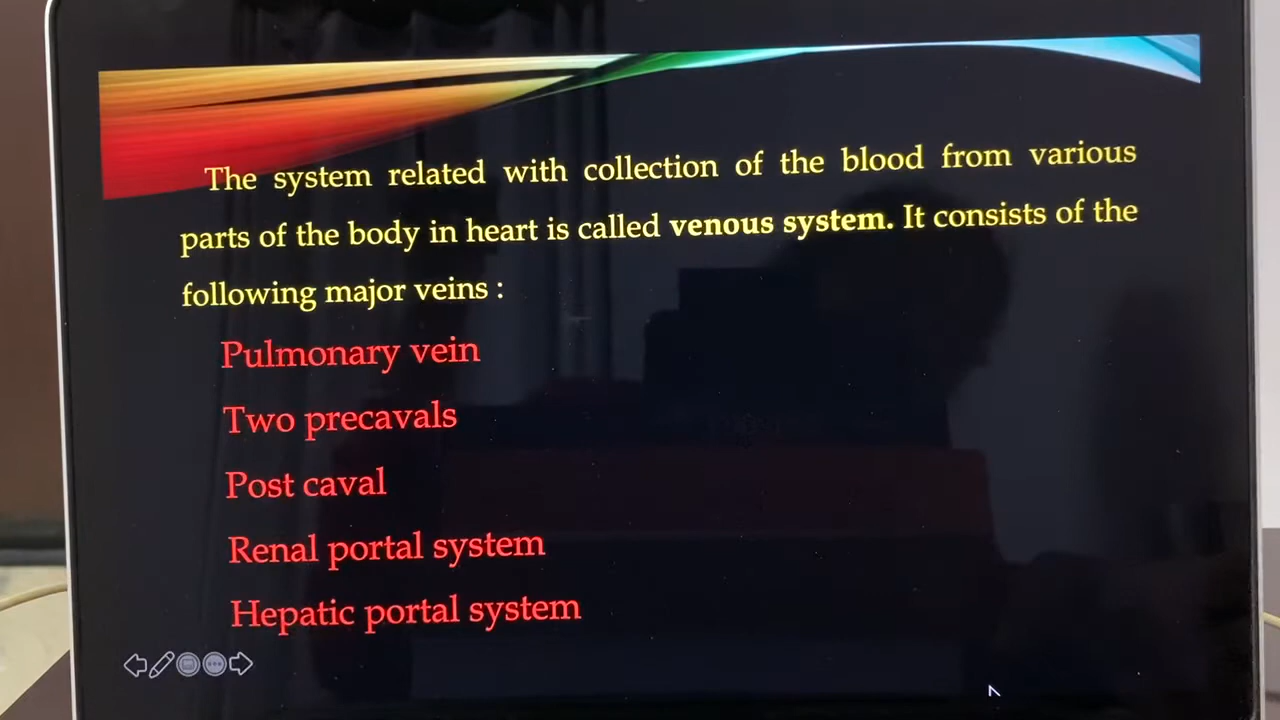 The system related with collection of the blood from various
parts of the body in heart is called venous system. It consists of the
following major veins :
Pulmonary vein
Two precavals
Post caval
Renal portal system
Hepatic portal system